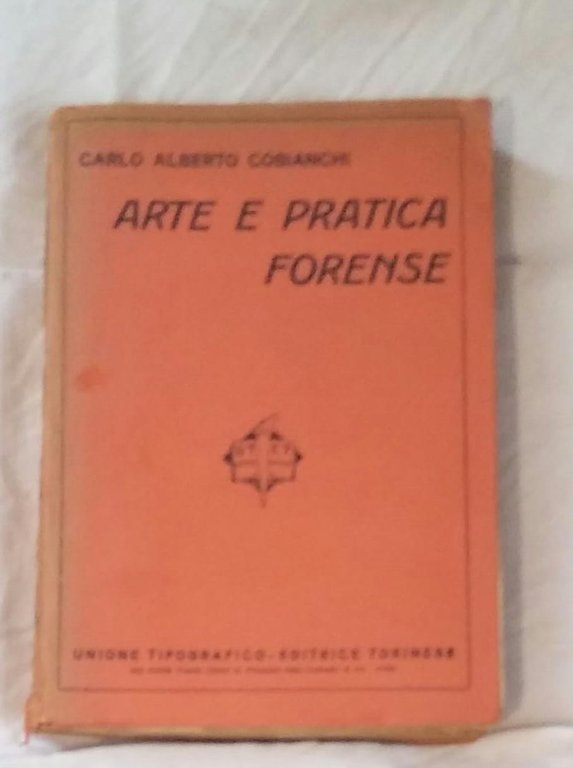 CARLO ALBERTO COBIANCHI
ARTE E PRATICA
FORENSE
UNIONE TIPOGRAFICO-EDITRICE TORINESE